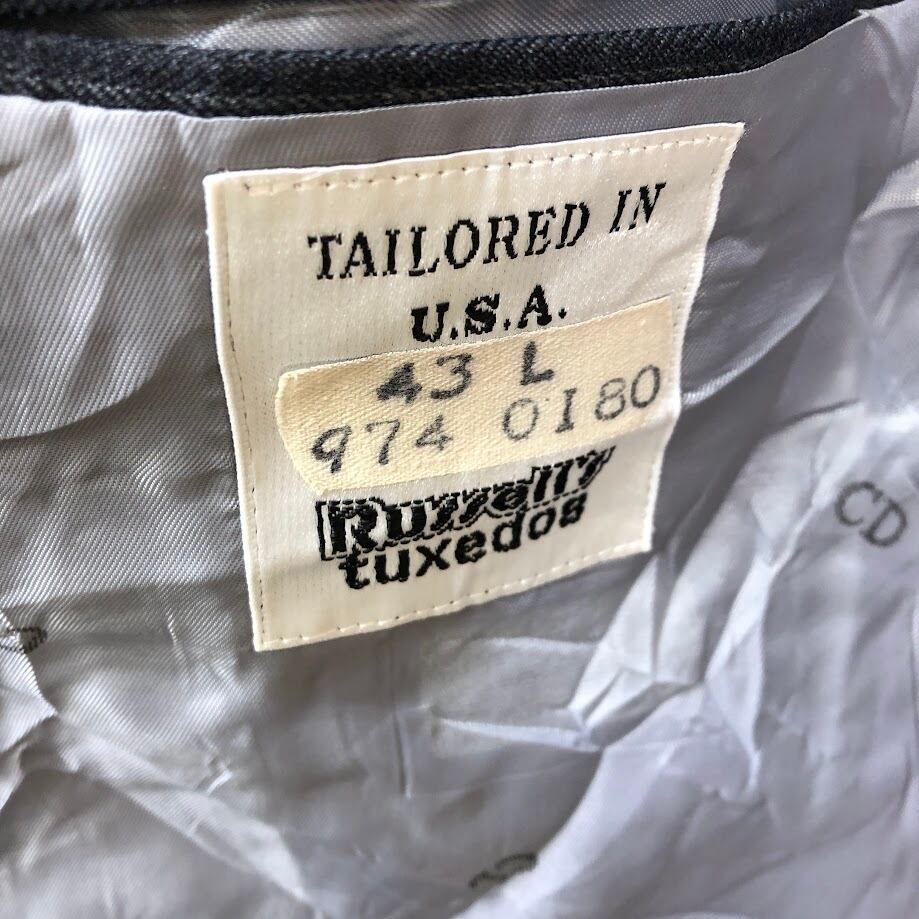 TAILORED IN
U.S.A.
43 L
974 0180
Russell's
tuxedos
CD